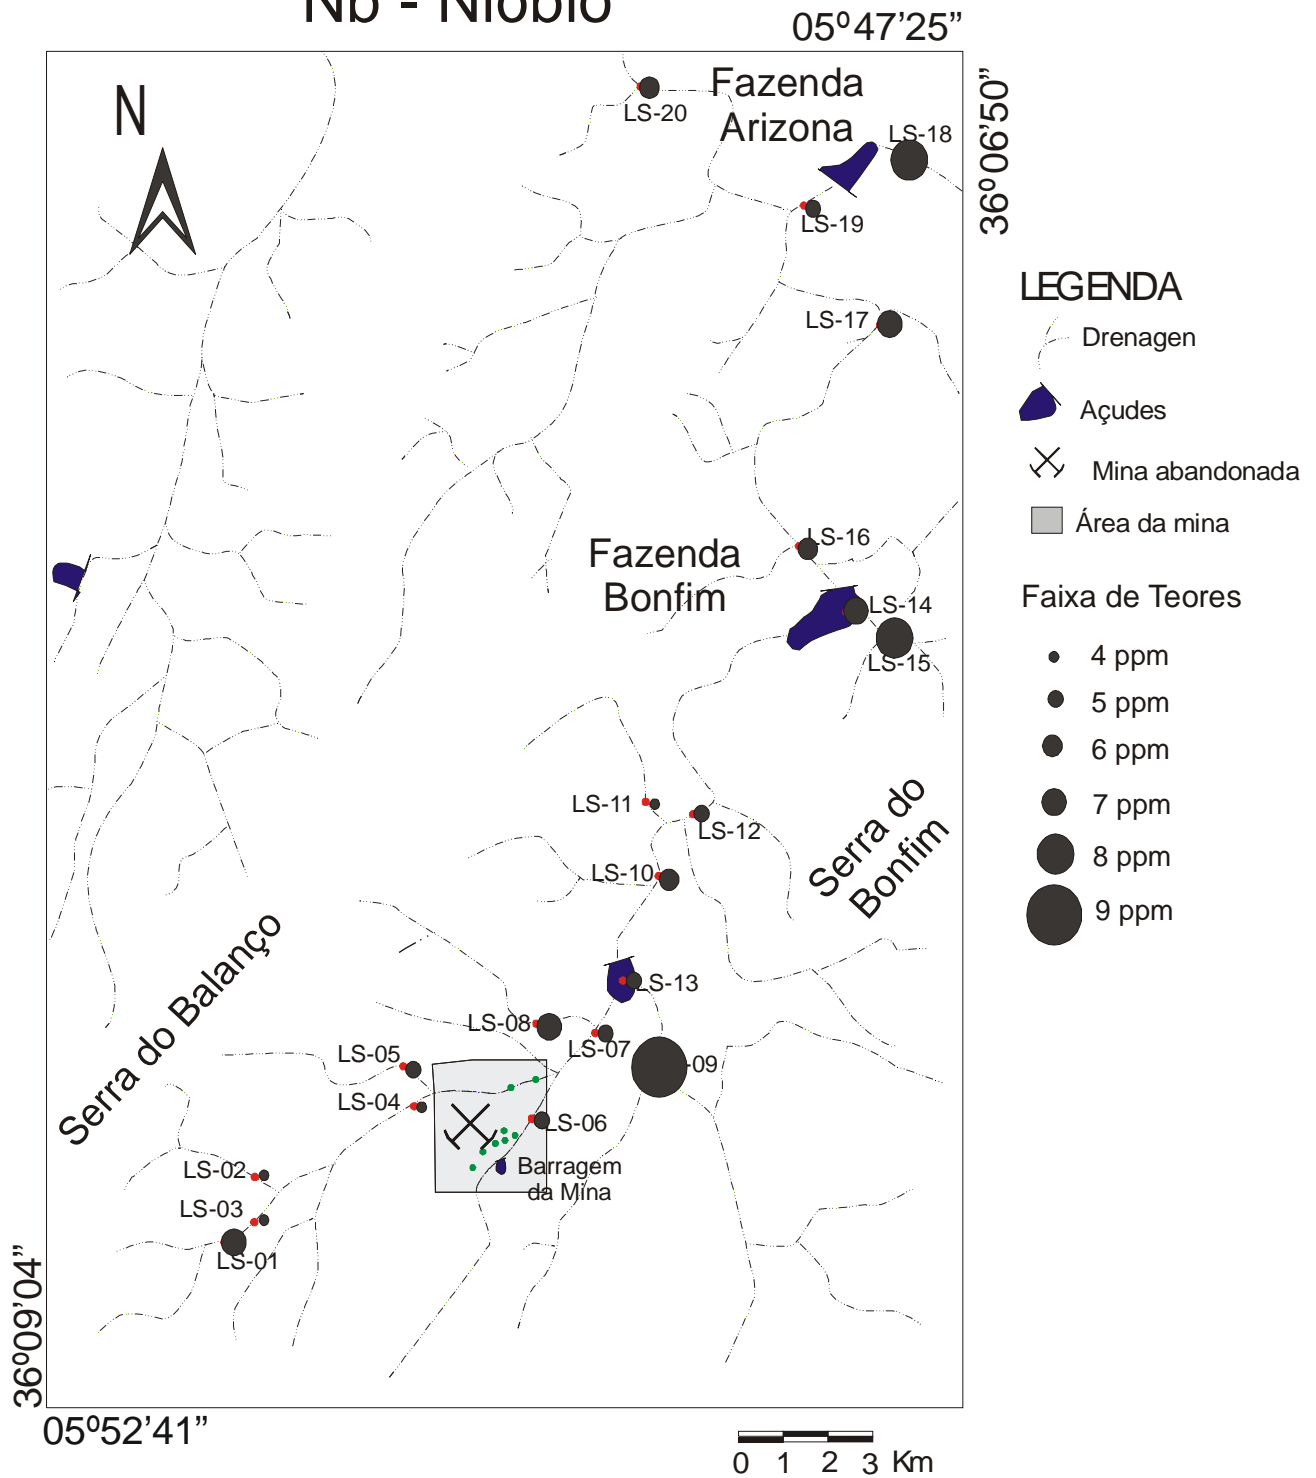 Nb - Nióbio
05º47'25"
36º06'50"
N
Fazenda
Arizona
LS-20
LS-18
LS-19
LS-17
LEGENDA
Drenagen
Açudes
Mina abandonada
Área da mina
Faixa de Teores
4 ppm
5 ppm
6 ppm
7 ppm
8 ppm
9 ppm
LS-16
Fazenda
Bonfim
LS-14
LS-15
LS-11
LS-12
Serra do
Bonfim
LS-10
Serra do Balanço
LS-13
LS-08
LS-07
LS-05
-09
LS-04
LS-06
Barragem
da Mina
LS-02
LS-03
LS-01
36º09'04"
05º52'41"
0 1 2 3 Km